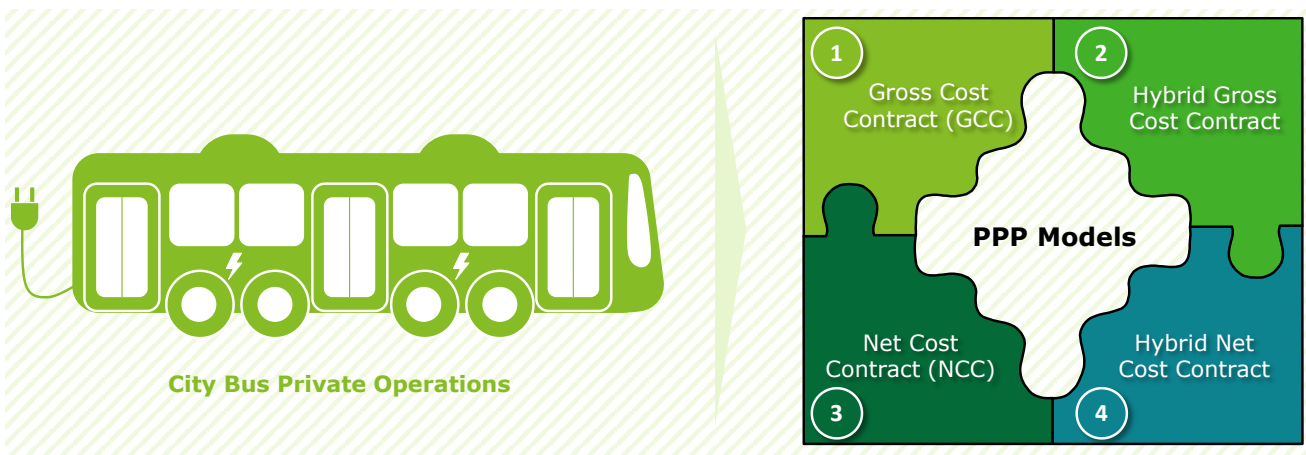 City Bus Private Operations
1
Gross Cost
Contract (GCC)
2
Hybrid Gross
Cost Contract
PPP Models
Net Cost
Contract (NCC)
3
Hybrid Net
Cost Contract
4